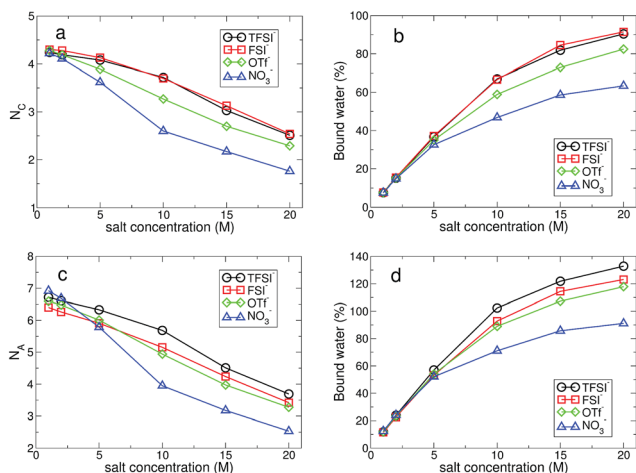 a
TFSI-
FSI-
OTf-
NO3-
NC
5
4
3
2
1
0 5 10 15 20
salt concentration (M)
b
Bound water (%)
100
80
60
40
20
0
TFSI-
FSI-
OTf-
NO3-
0 5 10 15 20
salt concentration (M)
c
TFSI-
FSI-
OTf-
NO3-
NA
8
7
6
5
4
3
2
0 5 10 15 20
salt concentration (M)
d
Bound water (%)
140
120
100
80
60
40
20
0
TFSI-
FSI-
OTf-
NO3-
0 5 10 15 20
salt concentration (M)